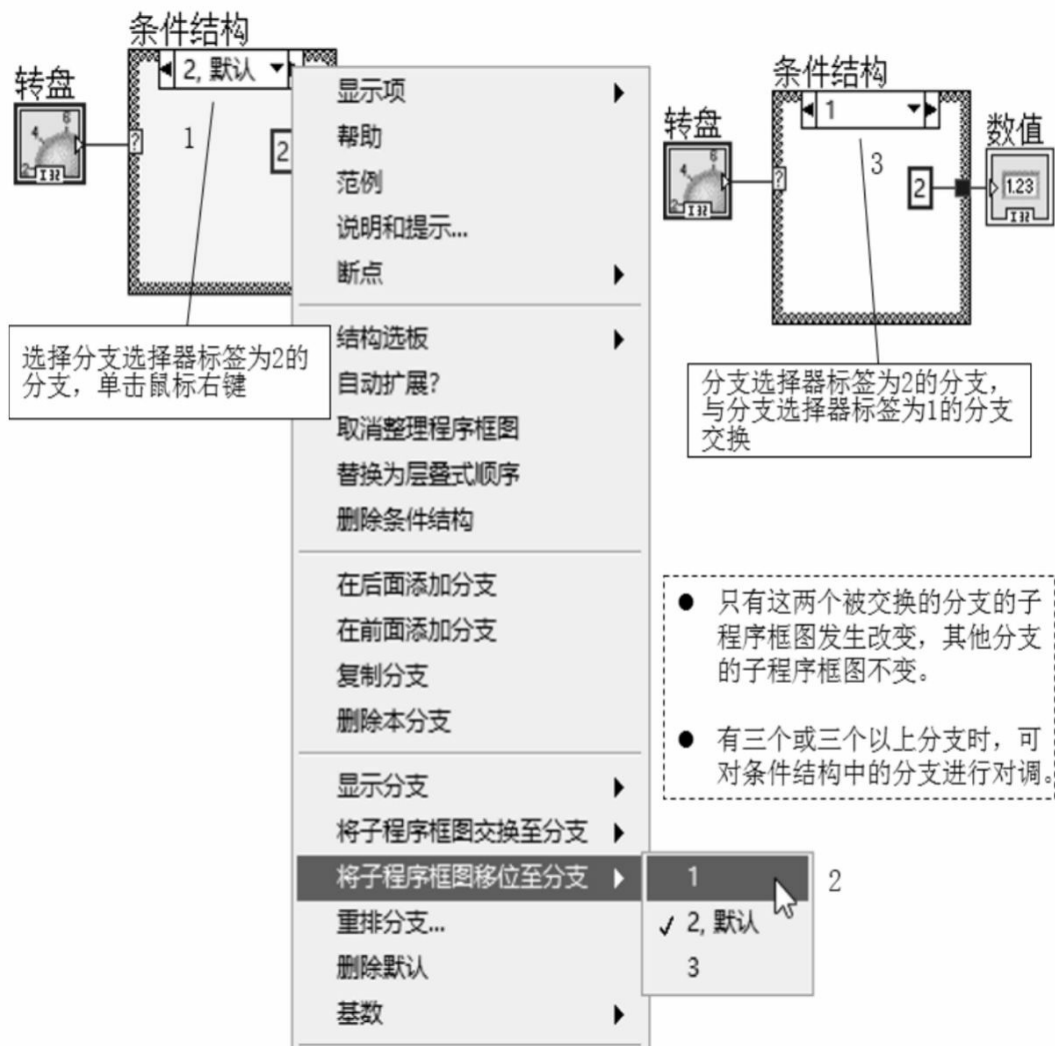 条件结构
转盘
2, 默认
1
2
4
6
2
I32
?
选择分支选择器标签为2的
分支，单击鼠标右键
显示项
帮助
范例
说明和提示...
断点
结构选板
自动扩展?
取消整理程序框图
替换为层叠式顺序
删除条件结构
在后面添加分支
在前面添加分支
复制分支
删除本分支
显示分支
将子程序框图交换至分支
将子程序框图移位至分支
重排分支...
删除默认
基数
1
2, 默认
3
2
条件结构
转盘
1
3
2
数值
4
6
2
I32
?
1.23
I32
分支选择器标签为2的分支，
与分支选择器标签为1的分支
交换
● 只有这两个被交换的分支的子
程序框图发生改变，其他分支
的子程序框图不变。
● 有三个或三个以上分支时，可
对条件结构中的分支进行对调。